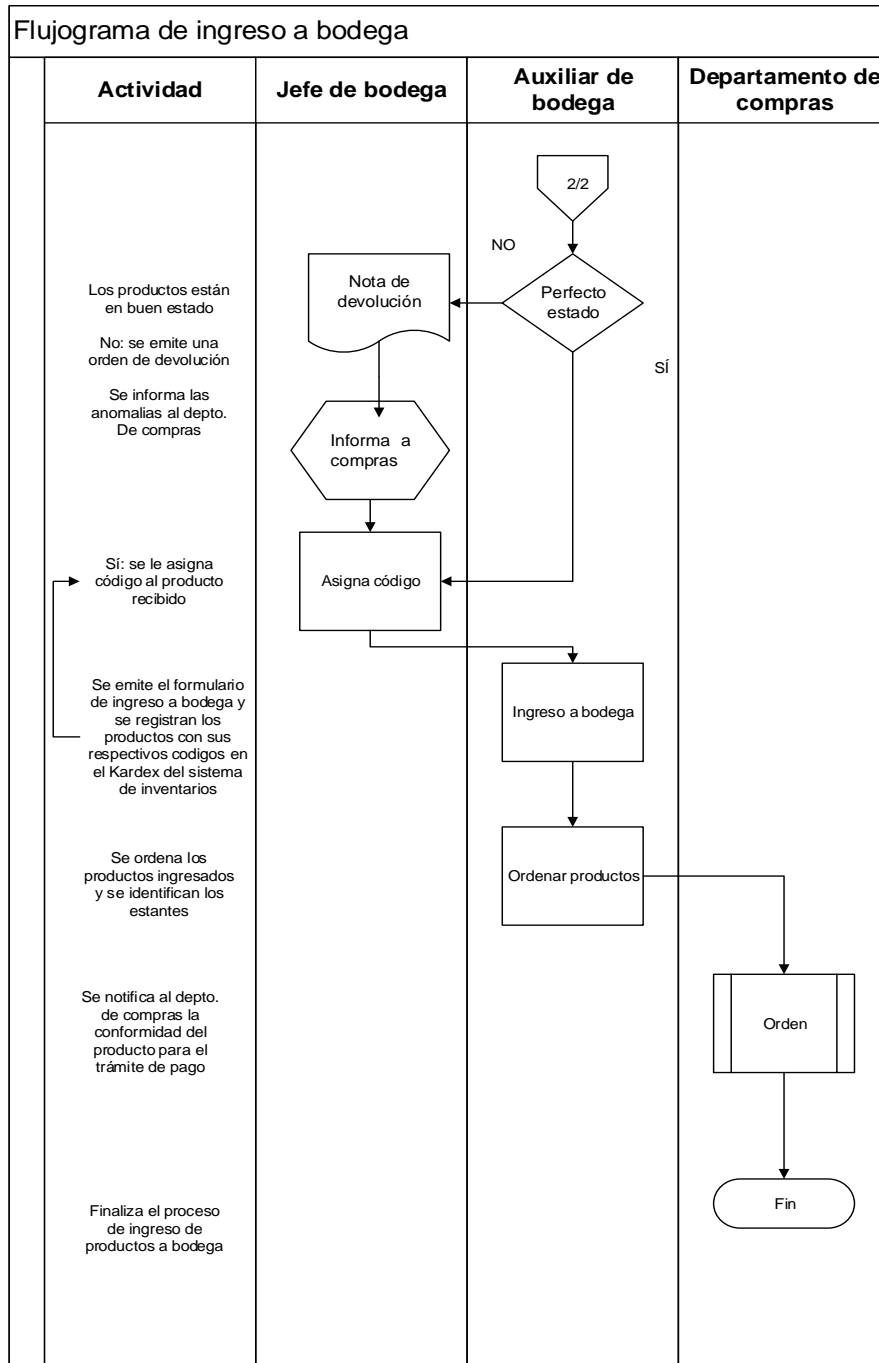 Flujograma de ingreso a bodega
Actividad
Jefe de bodega
Auxiliar de
bodega
Departamento de
compras
2/2
NO
Perfecto
estado
SÍ
Nota de
devolución
Los productos están
en buen estado
No: se emite una
orden de devolución
Se informa las
anomalias al depto.
De compras
Informa a
compras
Sí: se le asigna
código al producto
recibido
Asigna código
Se emite el formulario
de ingreso a bodega y
se registran los
productos con sus
respectivos codigos en
el Kardex del sistema
de inventarios
Ingreso a bodega
Se ordena los
productos ingresados
y se identifican los
estantes
Ordenar productos
Se notifica al depto.
de compras la
conformidad del
producto para el
trámite de pago
Orden
Finaliza el proceso
de ingreso de
productos a bodega
Fin